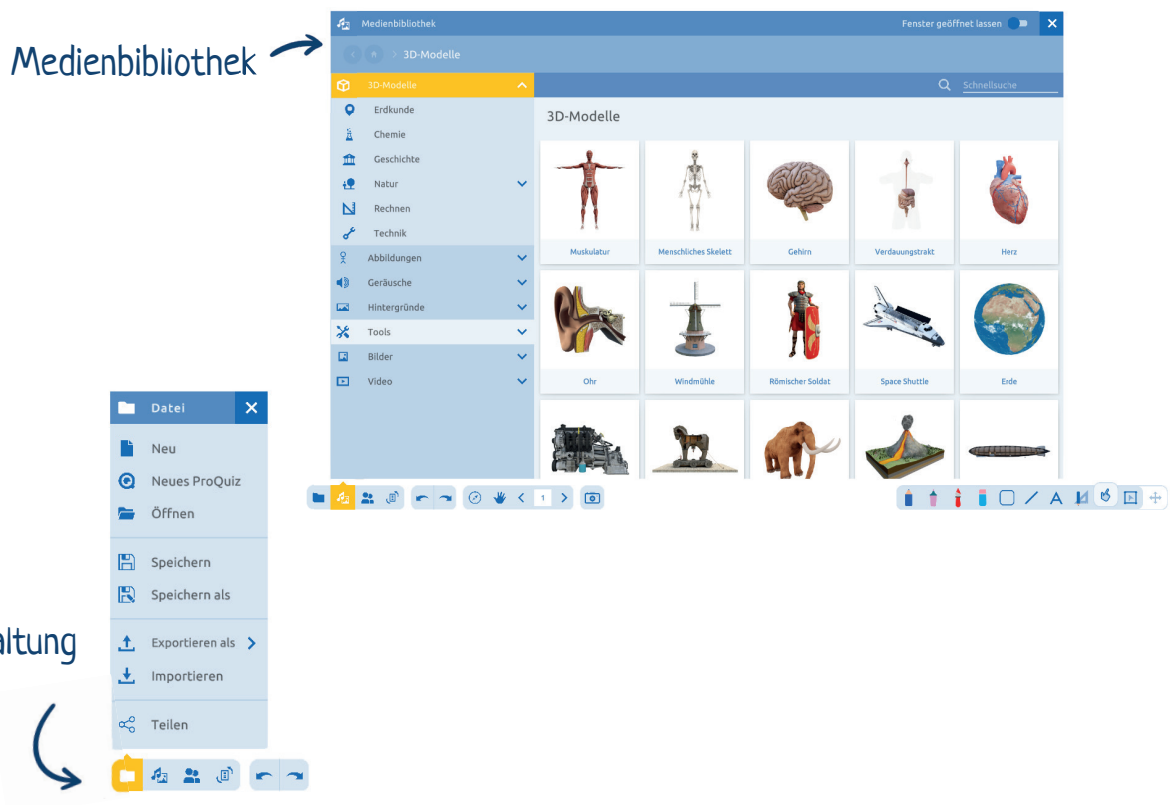 Medienbibliothek
Medienbibliothek
Fenster geöffnet lassen
3D-Modelle
3D-Modelle
Schnellsuche
Erdkunde
Chemie
Geschichte
Natur
Rechnen
Technik
Abbildungen
Geräusche
Hintergründe
Tools
Bilder
Video
3D-Modelle
Muskulatur
Menschliches Skelett
Gehirn
Verdauungstrakt
Herz
Ohr
Windmühle
Römischer Soldat
Space Shuttle
Erde
1
A
Datei
Neu
Neues ProQuiz
Öffnen
Speichern
Speichern als
Exportieren als
Importieren
Teilen
altung